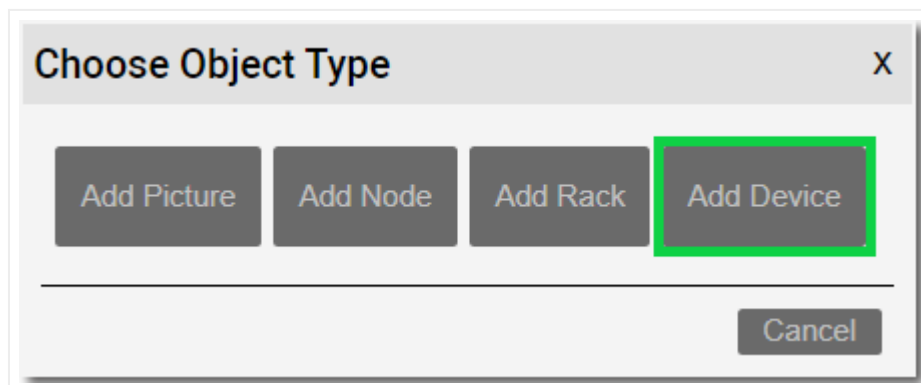 Choose Object Type X
Add Picture Add Node Add Rack Add Device
Cancel